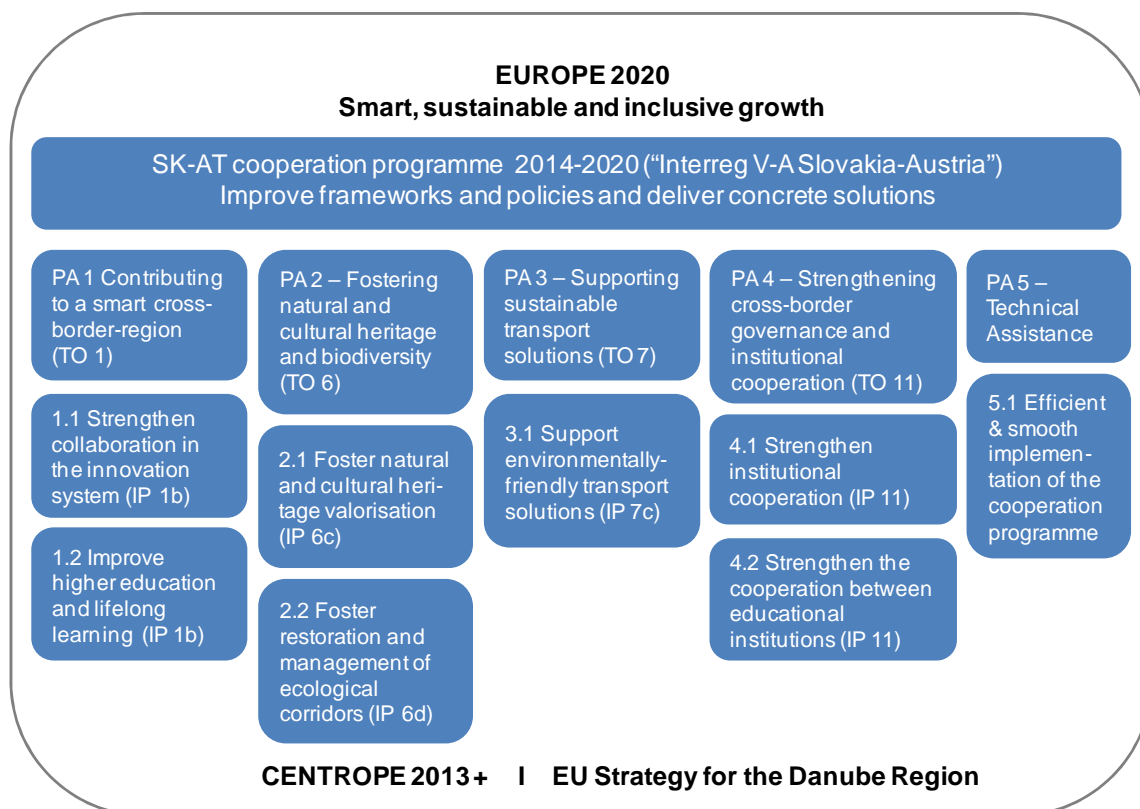 EUROPE 2020
Smart, sustainable and inclusive growth
SK-AT cooperation programme 2014-2020 (“Interreg V-A Slovakia-Austria”)
Improve frameworks and policies and deliver concrete solutions
PA 1 Contributing
to a smart cross-
border-region
(TO 1)
1.1 Strengthen
collaboration in
the innovation
system (IP 1b)
1.2 Improve
higher education
and lifelong
learning (IP 1b)
PA 2 – Fostering
natural and
cultural heritage
and biodiversity
(TO 6)
2.1 Foster natural
and cultural heri-
tage valorisation
(IP 6c)
2.2 Foster
restoration and
management of
ecological
corridors (IP 6d)
PA 3 – Supporting
sustainable
transport
solutions (TO 7)
3.1 Support
environmentally-
friendly transport
solutions (IP 7c)
PA 4 – Strengthening
cross-border
governance and
institutional
cooperation (TO 11)
4.1 Strengthen
institutional
cooperation (IP 11)
4.2 Strengthen the
cooperation between
educational
institutions (IP 11)
PA 5 –
Technical
Assistance
5.1 Efficient
& smooth
implemen-
tation of the
cooperation
programme
CENTROPE 2013 + I EU Strategy for the Danube Region